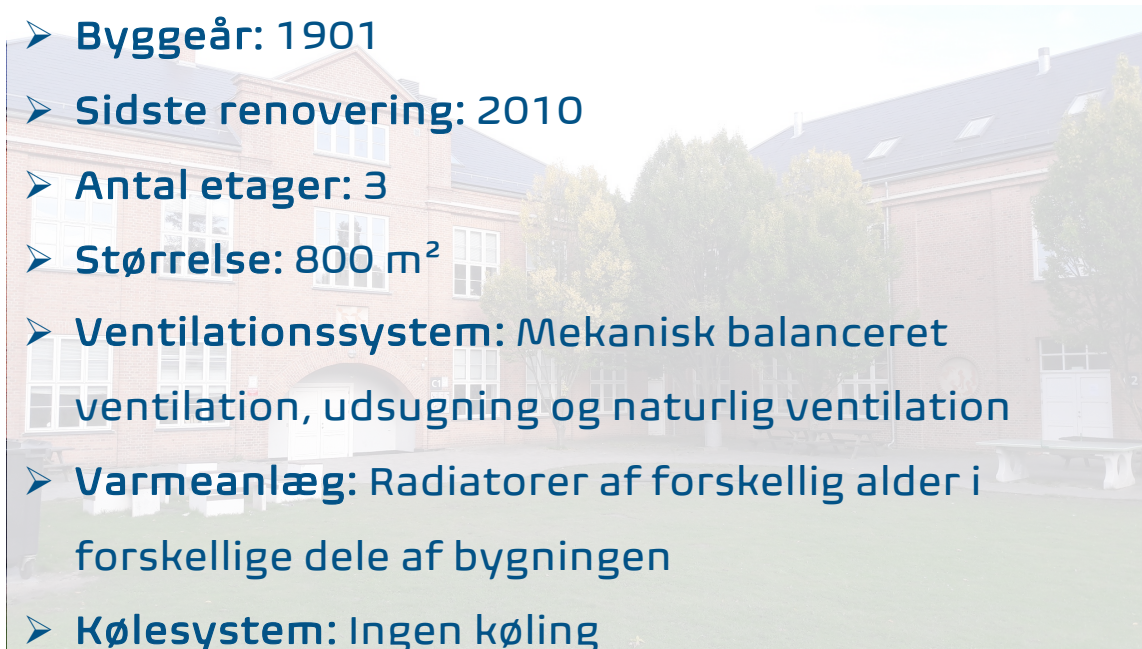 ➢ Byggeår: 1901
➢ Sidste renovering: 2010
➢ Antal etager: 3
➢ Størrelse: 800 m²
➢ Ventilationssystem: Mekanisk balanceret
ventilation, udsugning og naturlig ventilation
➢ Varmeanlæg: Radiatorer af forskellig alder i
forskellige dele af bygningen
➢ Kølesystem: Ingen køling